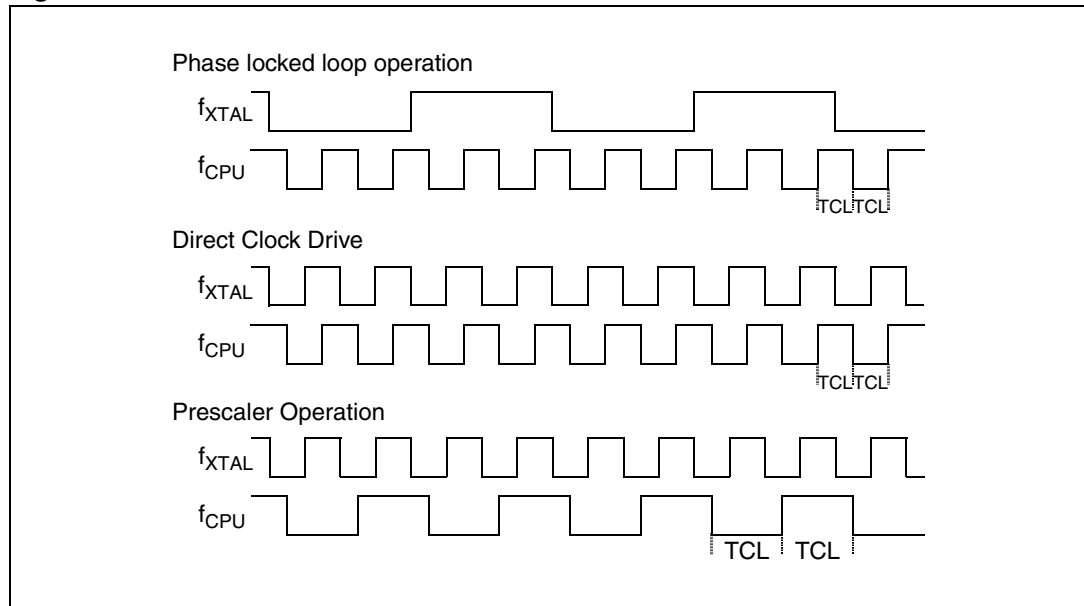 Phase locked loop operation
fXTAL
fCPU
TCL TCL
Direct Clock Drive
fXTAL
fCPU
TCL TCL
Prescaler Operation
fXTAL
fCPU
TCL TCL